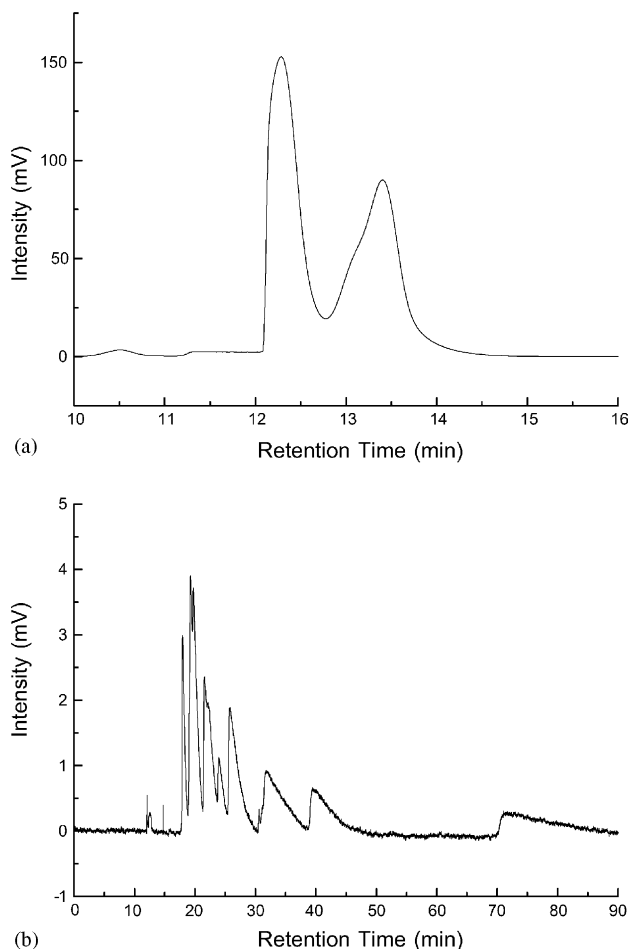 150
100
50
0
Intensity (mV)
10 11 12 13 14 15 16
Retention Time (min)
(a)
5
4
3
2
1
0
-1
Intensity (mV)
0 10 20 30 40 50 60 70 80 90
Retention Time (min)
(b)